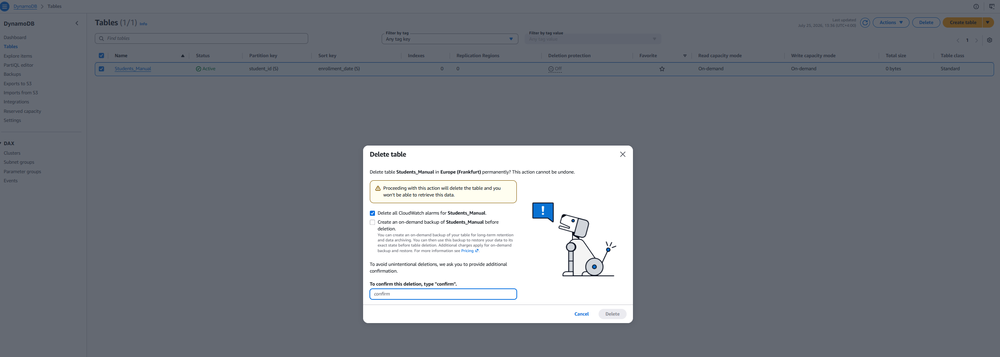 DynamoDB > Tables
DynamoDB
Dashboard
Tables
Explore items
PartiQL editor
Backups
Exports to S3
Imports from S3
Integrations
Reserved capacity
Settings
DAX
Clusters
Subnet groups
Parameter groups
Events
Tables (1/1) Info
Last updated
July 25, 2026, 13:36 (UTC+4:00)
Actions
Delete
Create table
Find tables
Filter by tag
Any tag key
Filter by tag value
Any tag value
1
Name Status Partition key Sort key Indexes Replication Regions Deletion protection Favorite Read capacity mode Write capacity mode Total size Table class
Students_Manual Active student_id (S) enrollment_date (S) 0 0 Off On-demand On-demand 0 bytes Standard
Delete table
Delete table Students_Manual in Europe (Frankfurt) permanently? This action cannot be undone.
Proceeding with this action will delete the table and you
won't be able to retrieve this data.
Delete all CloudWatch alarms for Students_Manual.
Create an on-demand backup of Students_Manual before
deletion.
You can create an on-demand backup of your table for long-term retention
and data archiving. You can then use this backup to restore your data to its
exact state before table deletion. Additional charges apply for on-demand
backup and restore. For more information see Pricing.
!
To avoid unintentional deletions, we ask you to provide additional
confirmation.
To confirm this deletion, type "confirm".
confirm
Cancel
Delete